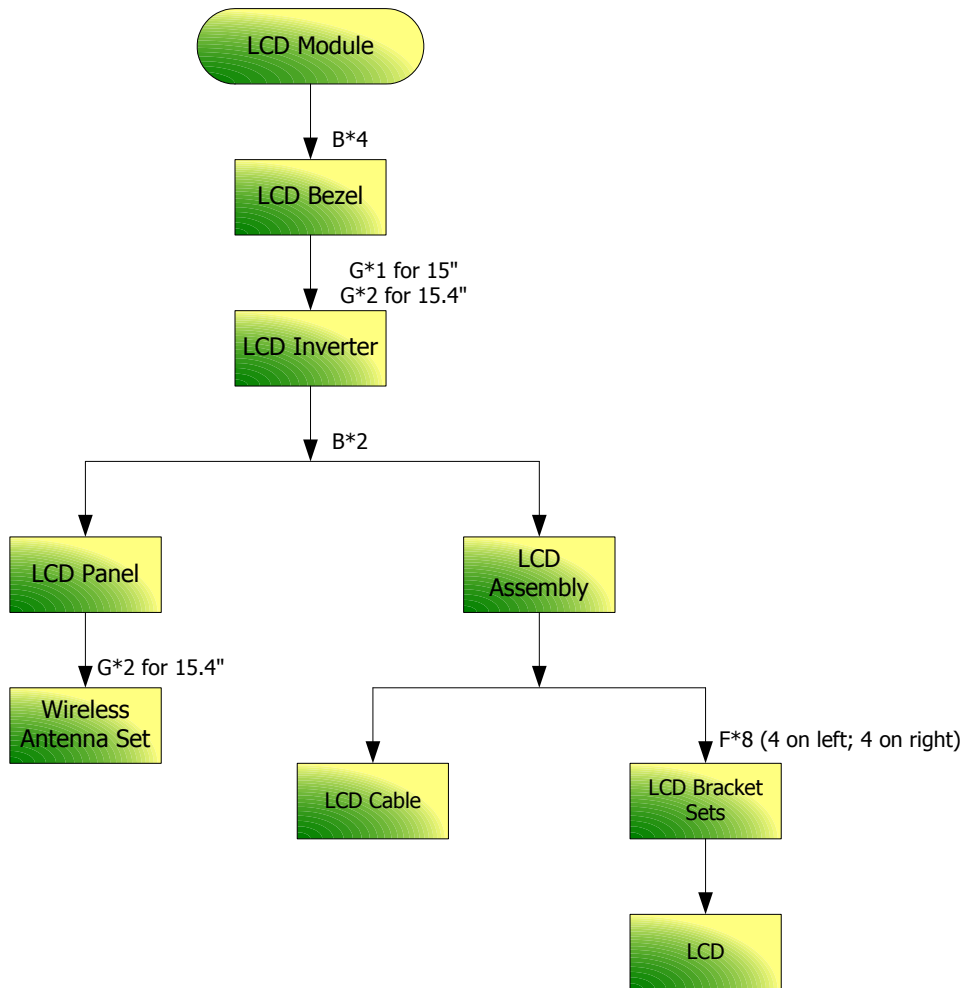 LCD Module
B*4
LCD Bezel
G*1 for 15"
G*2 for 15.4"
LCD Inverter
B*2
LCD Panel
LCD
Assembly
G*2 for 15.4"
Wireless
Antenna Set
F*8 (4 on left; 4 on right)
LCD Cable
LCD Bracket
Sets
LCD